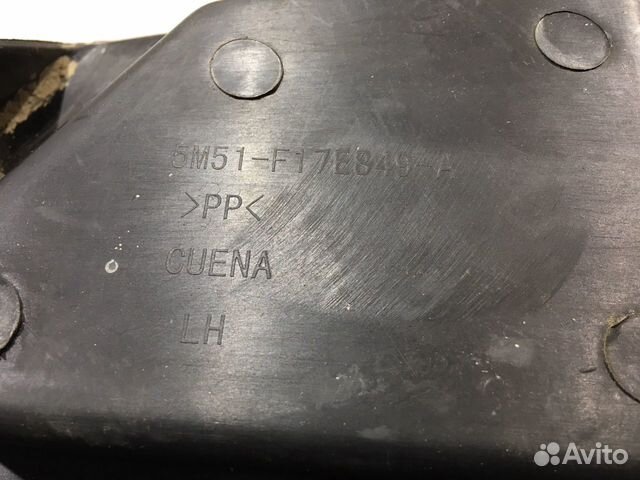 5M51-F17E849-A
>PP<
CUENA
LH
Avito